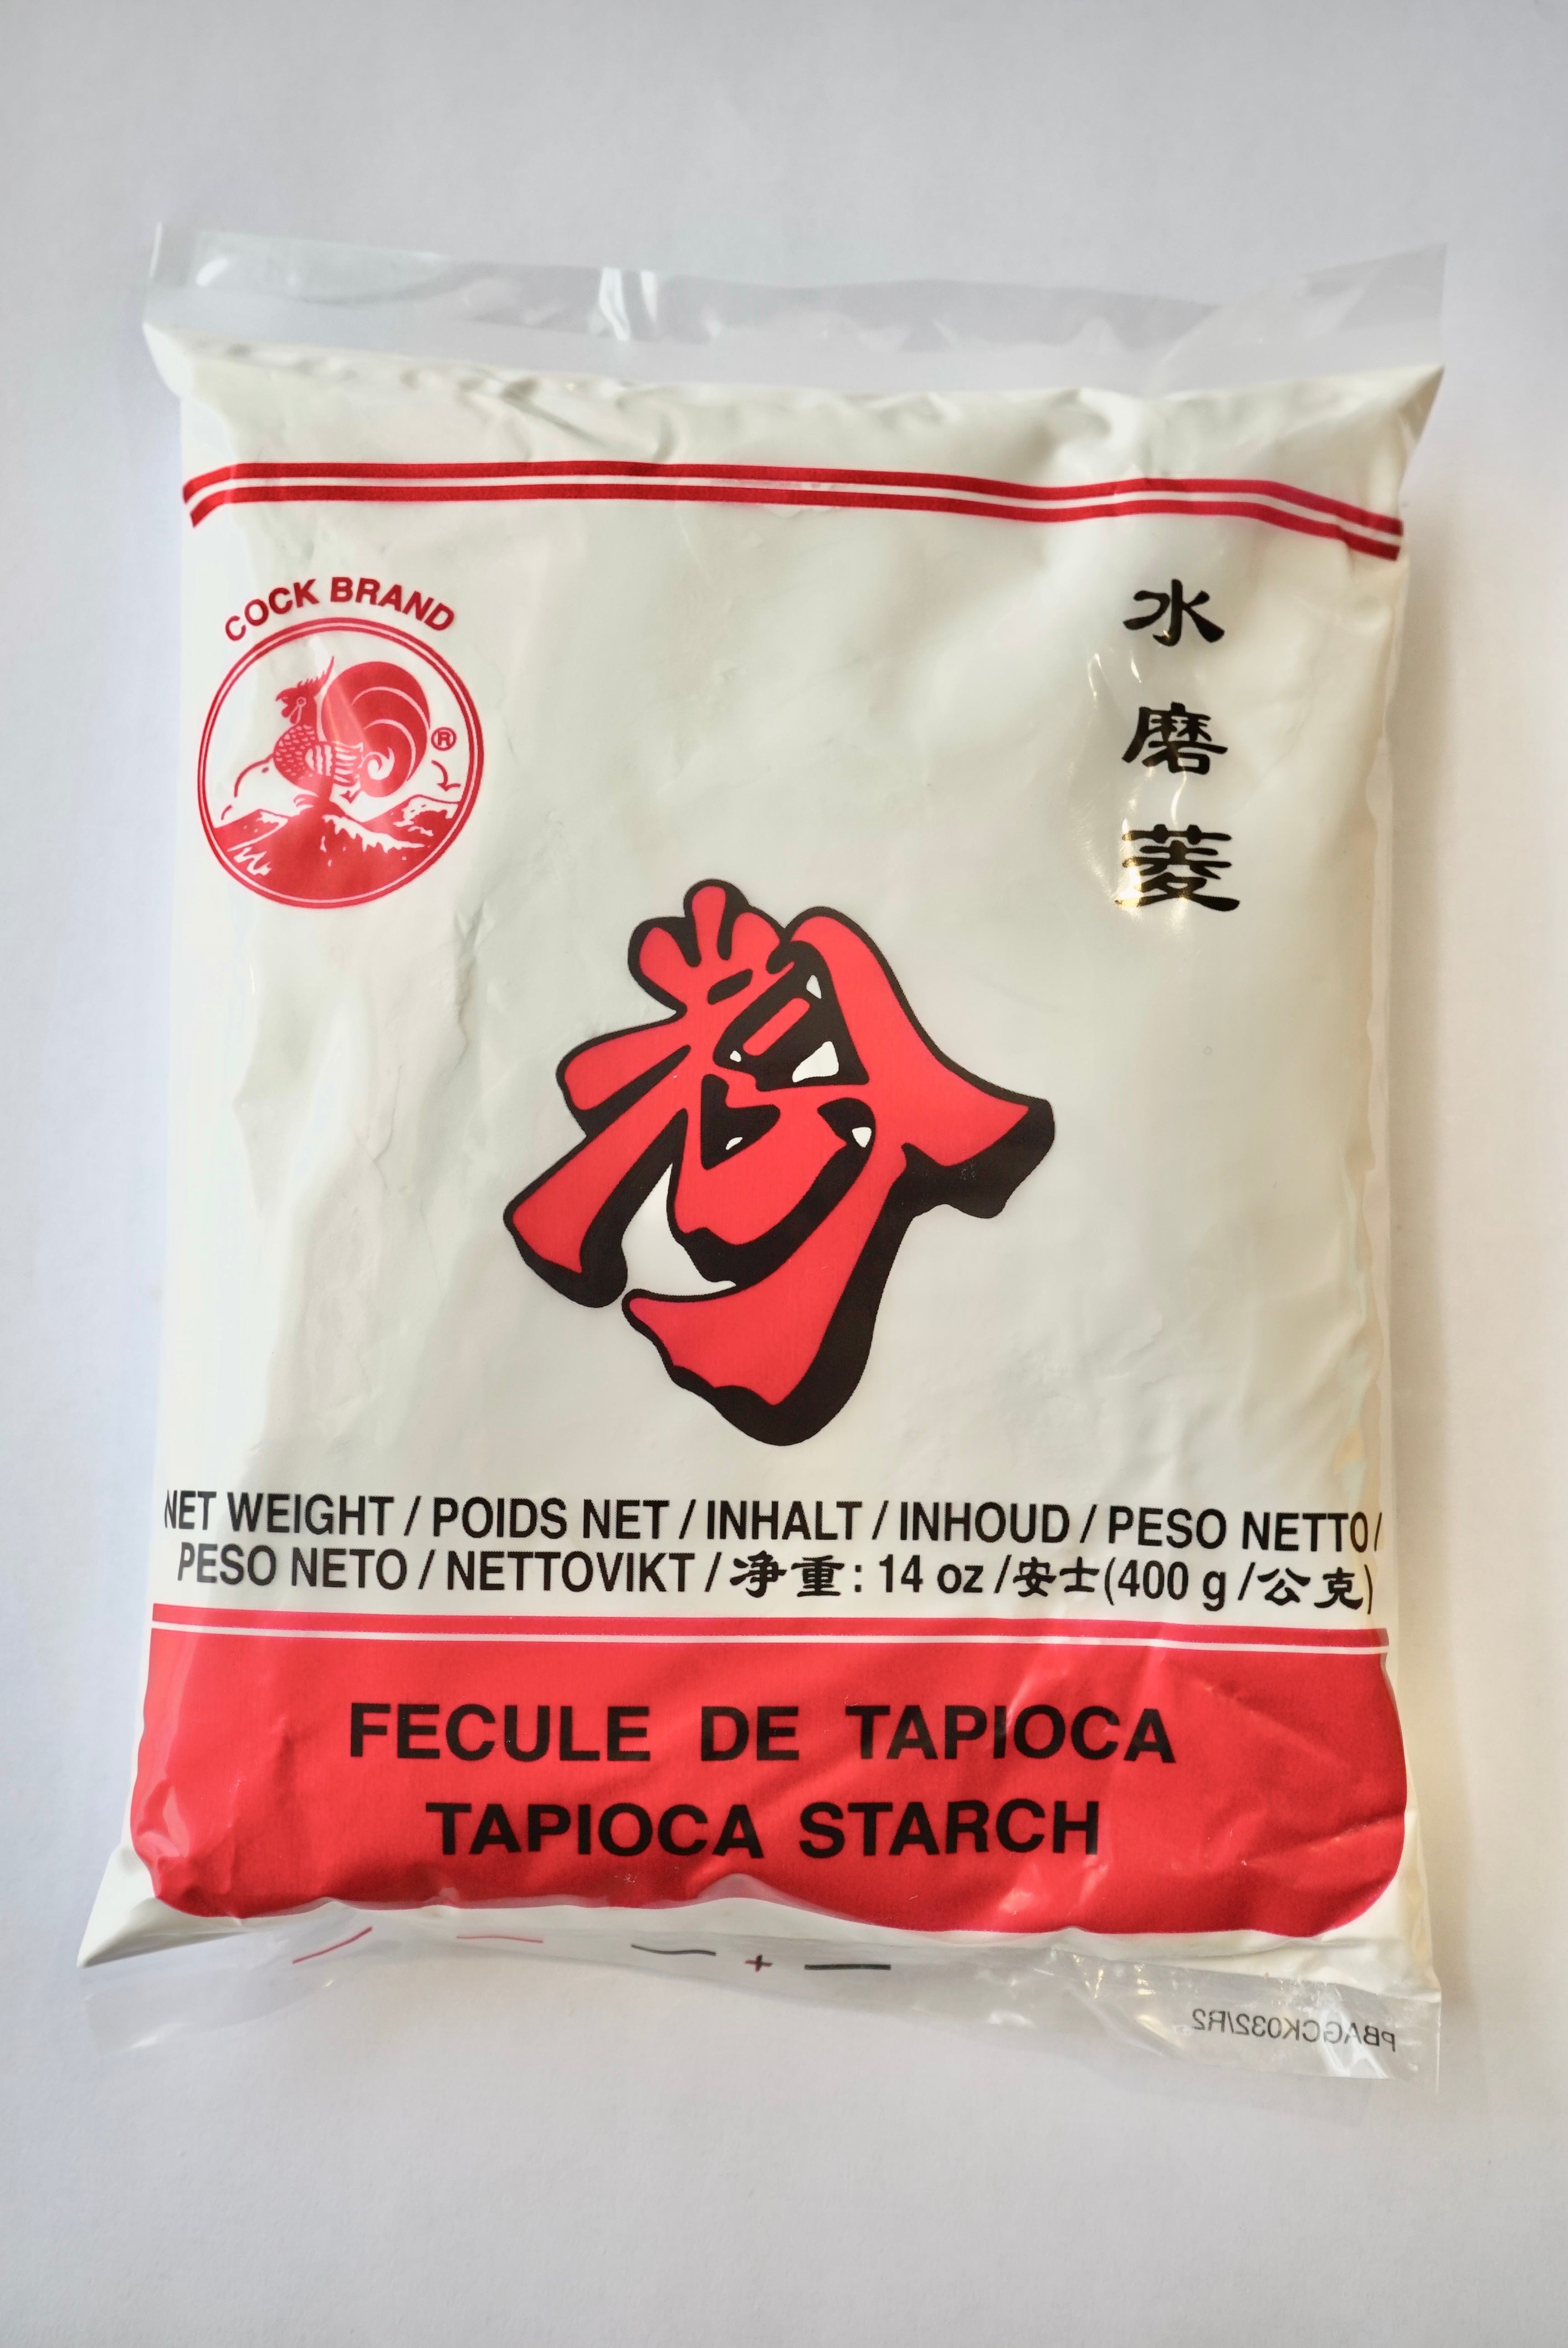 COCK BRAND
®
水
磨
菱
粉
NET WEIGHT / POIDS NET / INHALT / INHOUD / PESO NETTO /
PESO NETO / NETTOVIKT / 净重: 14 oz /安士(400 g /公克)
FECULE DE TAPIOCA
TAPIOCA STARCH
PBAGCK032/R2